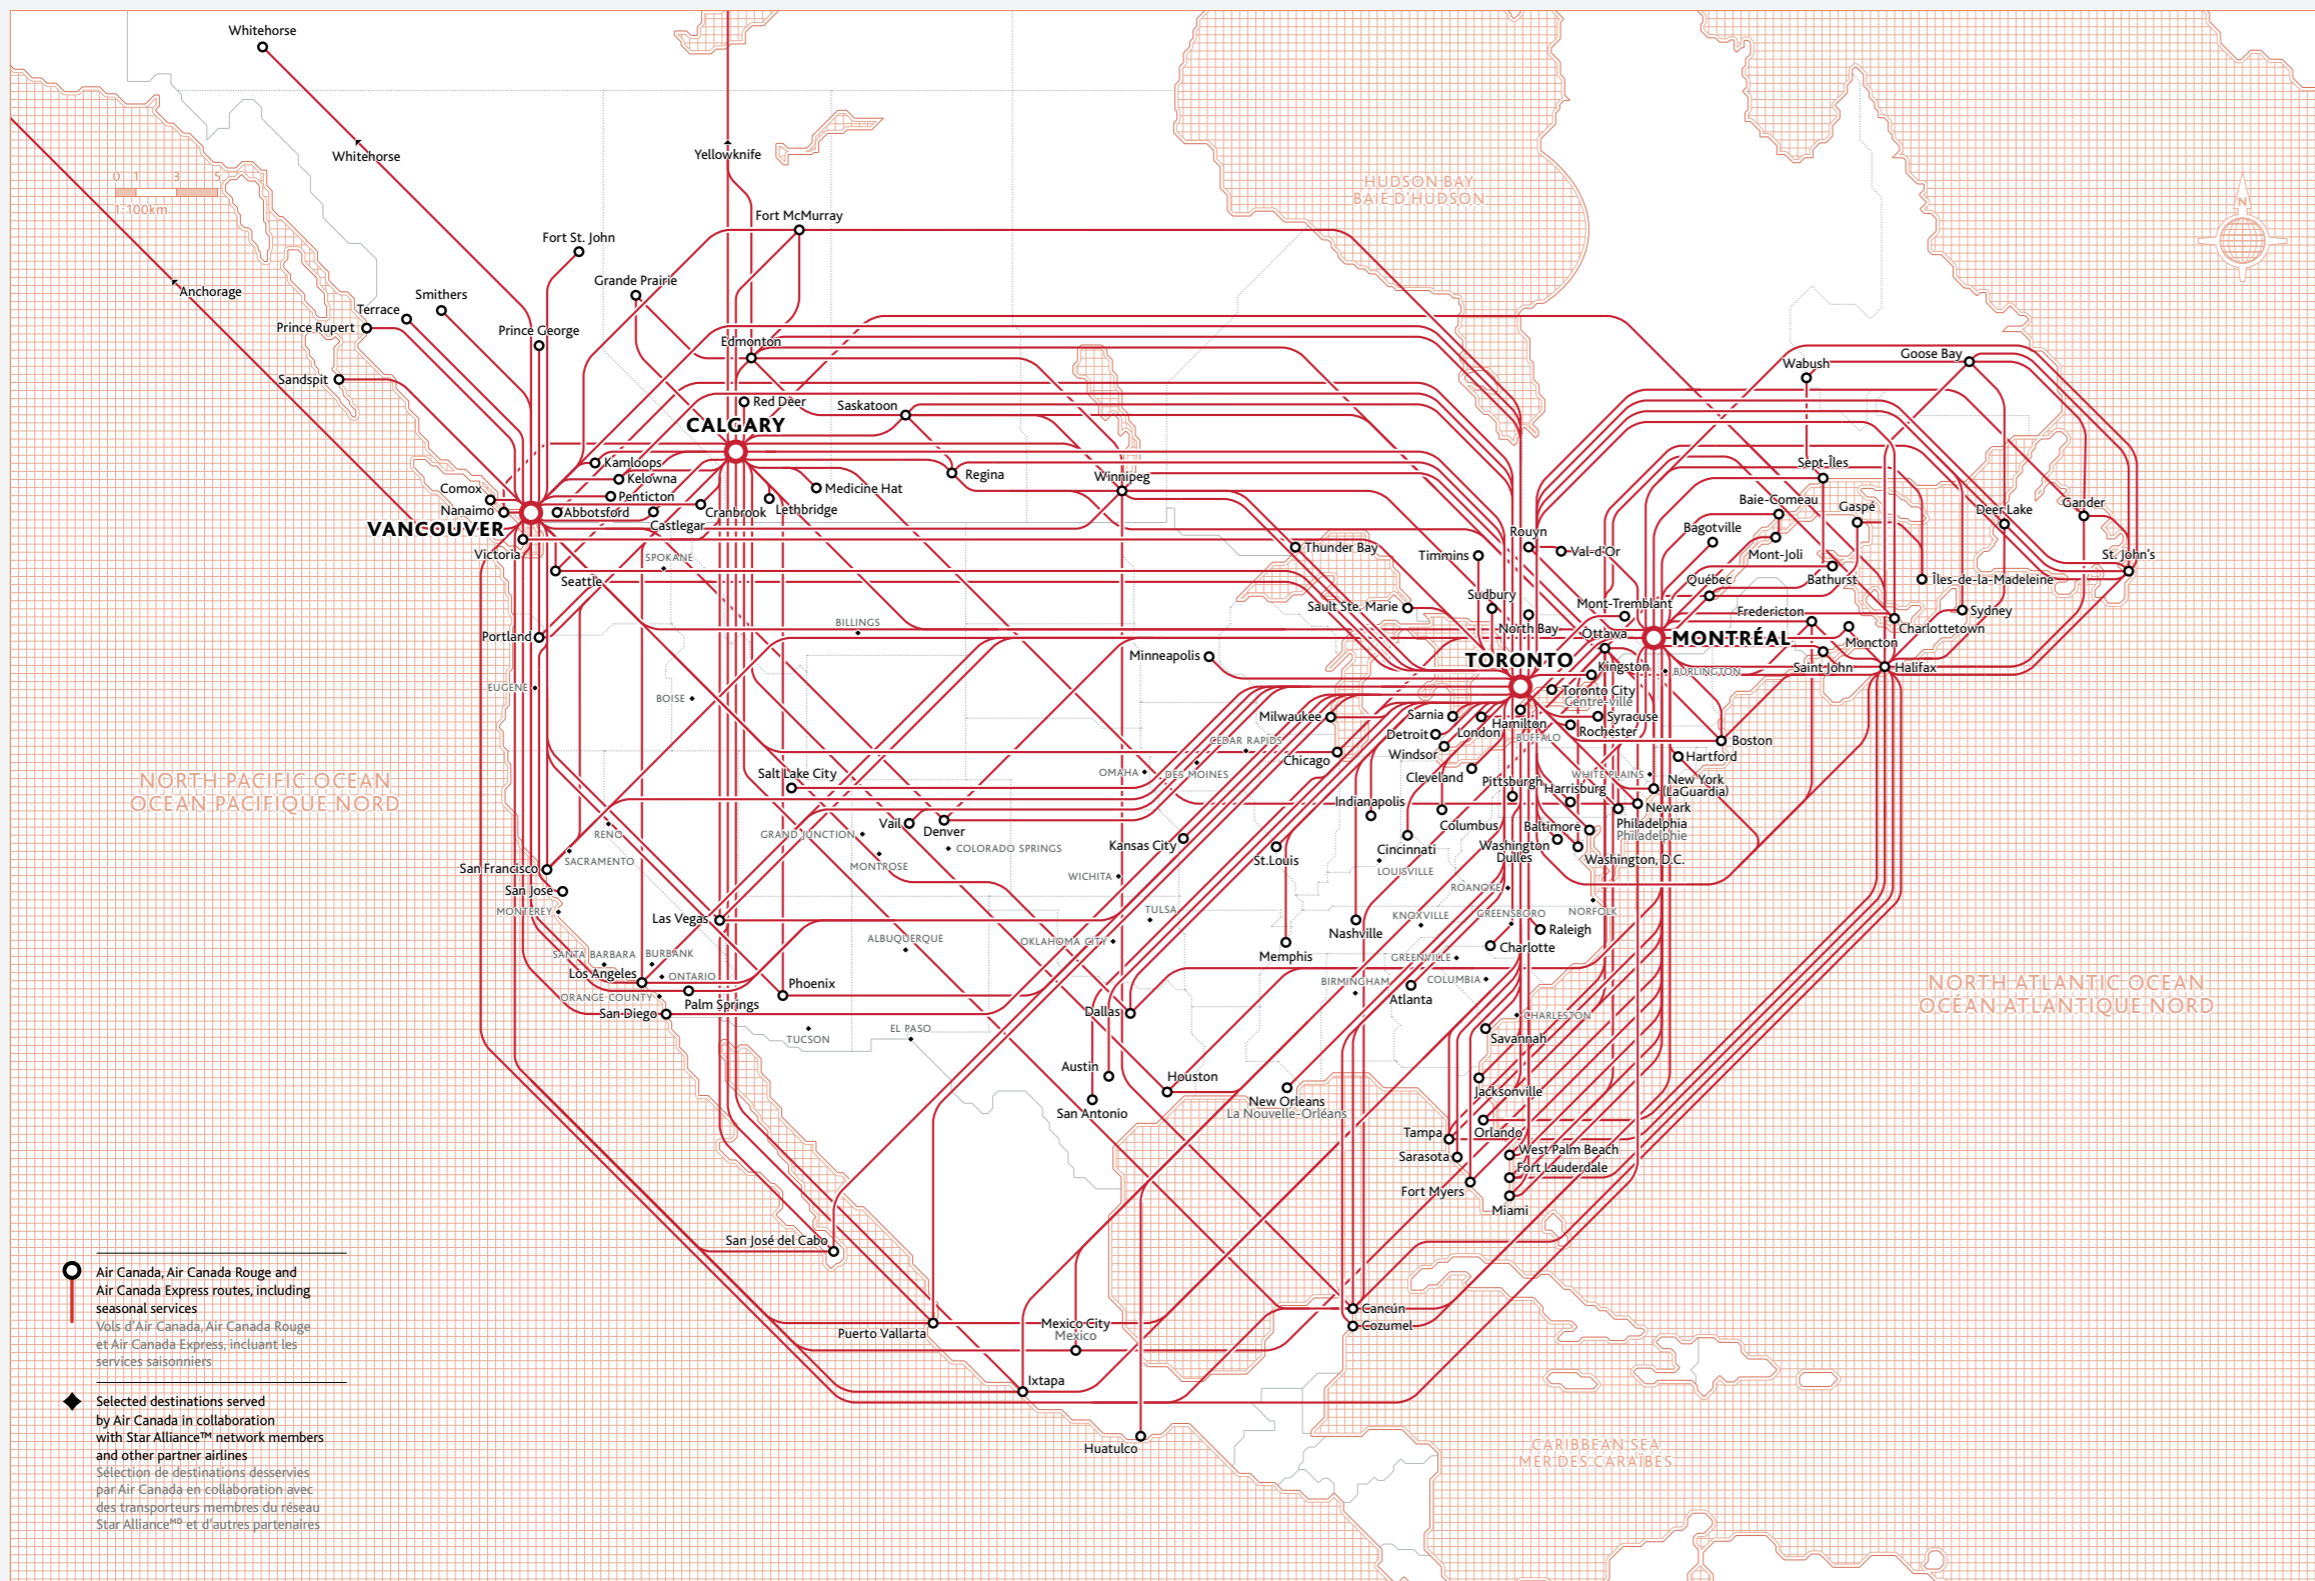 Whitehorse
Whitehorse
Yellowknife
0 1 3 5
1:100km
HUDSON BAY
BAIE D'HUDSON
N
Fort McMurray
Fort St. John
Grande Prairie
Anchorage
Smithers
Terrace
Prince Rupert
Prince George
Edmonton
Goose Bay
Wabush
Sandspit
Red Deer
Saskatoon
CALGARY
Kamloops
Sept-Îles
Regina
Winnipeg
Kelowna
Comox
Medicine Hat
Penticton
Baie-Comeau
Gaspé
Gander
Nanaimo
Abbotsford
Cranbrook
Lethbridge
Deer Lake
VANCOUVER
Castlegar
Bagotville
Rouyn
Victoria
SPOKANE
Thunder Bay
Timmins
Val-d'Or
Mont-Joli
St. John's
Seattle
Québec
Bathurst
Îles-de-la-Madeleine
Sudbury
Sault Ste. Marie
Mont-Tremblant
Fredericton
Sydney
BILLINGS
North Bay
Ottawa
Charlottetown
Portland
MONTRÉAL
Moncton
Minneapolis
TORONTO
Kingston
BURLINGTON
Saint John
Halifax
EUGENE
BOISE
Toronto City
Centre-ville
Milwaukee
Sarnia
Hamilton
Syracuse
Detroit
London
BUFFALO
Rochester
CEDAR RAPIDS
Boston
Chicago
Windsor
Hartford
Salt Lake City
OMAHA
DES MOINES
Cleveland
Pittsburgh
WHITE PLAINS
New York
(LaGuardia)
Harrisburg
NORTH PACIFIC OCEAN
OCEAN PACIFIQUE NORD
Indianapolis
Newark
Vail
Denver
Columbus
Baltimore
Philadelphia
Philadelphie
RENO
GRAND JUNCTION
COLORADO SPRINGS
Kansas City
Cincinnati
Washington
Dulles
Washington, D.C.
SACRAMENTO
San Francisco
MONTROSE
St.Louis
LOUISVILLE
WICHITA
ROANOKE
San José
MONTEREY
Las Vegas
TULSA
KNOXVILLE
GREENSBORO
NORFOLK
Nashville
Raleigh
ALBUQUERQUE
OKLAHOMA CITY
Charlotte
SANTA BARBARA
BURBANK
Memphis
GREENVILLE
Los Angeles
ONTARIO
Phoenix
BIRMINGHAM
COLUMBIA
ORANGE COUNTY
Palm Springs
Atlanta
NORTH ATLANTIC OCEAN
OCÉAN ATLANTIQUE NORD
San Diego
Dallas
CHARLESTON
TUCSON
EL PASO
Savannah
Austin
Houston
Jacksonville
San Antonio
New Orleans
La Nouvelle-Orléans
Tampa
Orlando
West Palm Beach
Sarasota
Fort Lauderdale
Fort Myers
Miami
San José del Cabo
Cancún
Puerto Vallarta
Mexico City
Mexico
Cozumel
Ixtapa
Huatulco
CARIBBEAN SEA
MER DES CARAÏBES
Air Canada, Air Canada Rouge and
Air Canada Express routes, including
seasonal services
Vols d'Air Canada, Air Canada Rouge
et Air Canada Express, incluant les
services saisonniers
Selected destinations served
by Air Canada in collaboration
with Star Alliance™ network members
and other partner airlines
Sélection de destinations desservies
par Air Canada en collaboration avec
des transporteurs membres du réseau
Star Alliance<sup>MD</sup> et d'autres partenaires